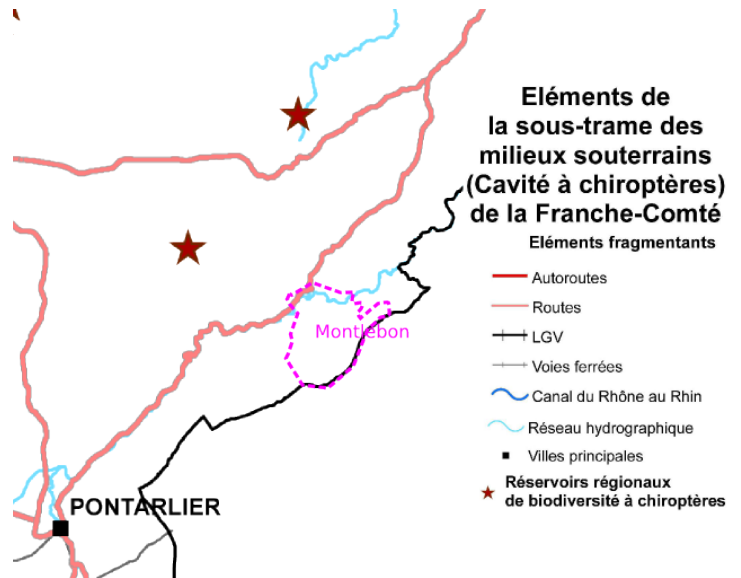 Eléments de
la sous-trame des
milieux souterrains
(Cavité à chiroptères)
de la Franche-Comté
Eléments fragmentants
Autoroutes
Routes
LGV
Voies ferrées
Canal du Rhône au Rhin
Réseau hydrographique
Villes principales
Réservoirs régionaux
de biodiversité à chiroptères
Montlebon
PONTARLIER